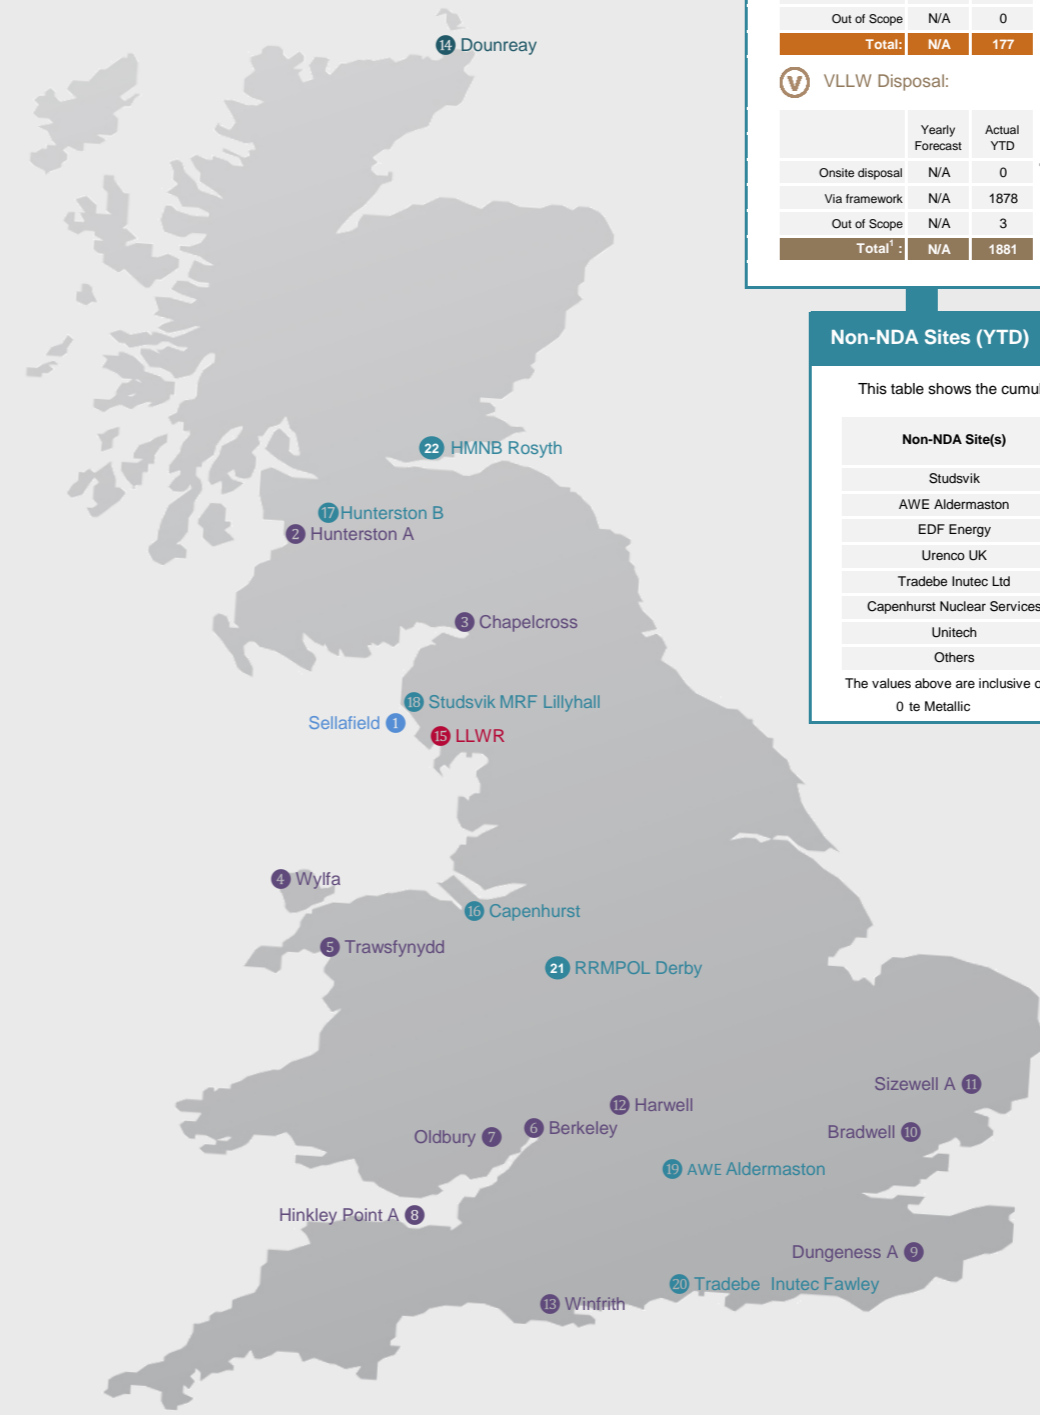 Out of Scope N/A 0
Total: N/A 177
V VLLW Disposal:
Yearly Forecast Actual YTD
Onsite disposal N/A 0
Via framework N/A 1878
Out of Scope N/A 3
Total1 : N/A 1881
Non-NDA Sites (YTD)
This table shows the cumul
Non-NDA Site(s)
Studsvik
AWE Aldermaston
EDF Energy
Urenco UK
Tradebe Inutec Ltd
Capenhurst Nuclear Services
Unitech
Others
The values above are inclusive o
0 te Metallic
14 Dounreay
22 HMNB Rosyth
17 Hunterston B
2 Hunterston A
3 Chapelcross
18 Studsvik MRF Lillyhall
Sellafield 1
15 LLWR
4 Wylfa
16 Capenhurst
5 Trawsfynydd
21 RRMPOL Derby
Sizewell A 11
12 Harwell
6 Berkeley
Bradwell 10
Oldbury 7
19 AWE Aldermaston
Hinkley Point A 8
Dungeness A 9
20 Tradebe Inutec Fawley
13 Winfrith